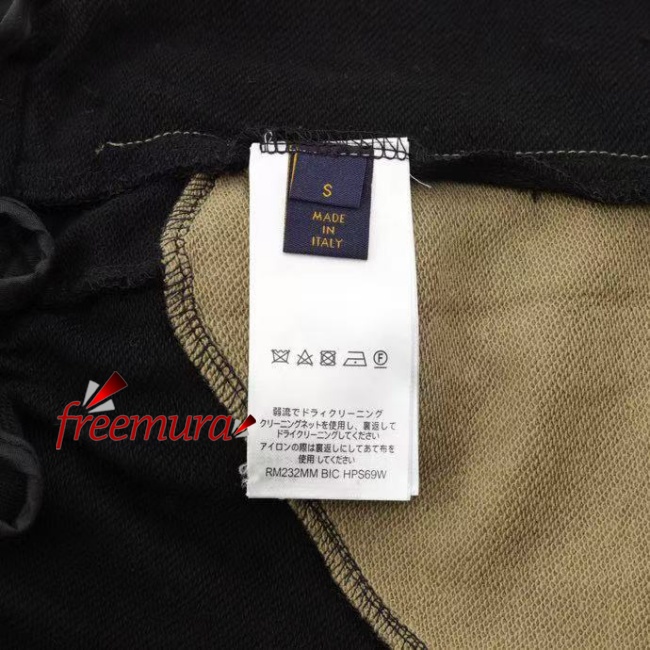 S
MADE
IN
ITALY
弱流でドライクリーニング
クリーニングネットを使用し、裏返して
ドライクリーニングしてください
アイロンの際は裏返しにしてあて布を
使用してください
RM232MM BIC HPS69W
freemura